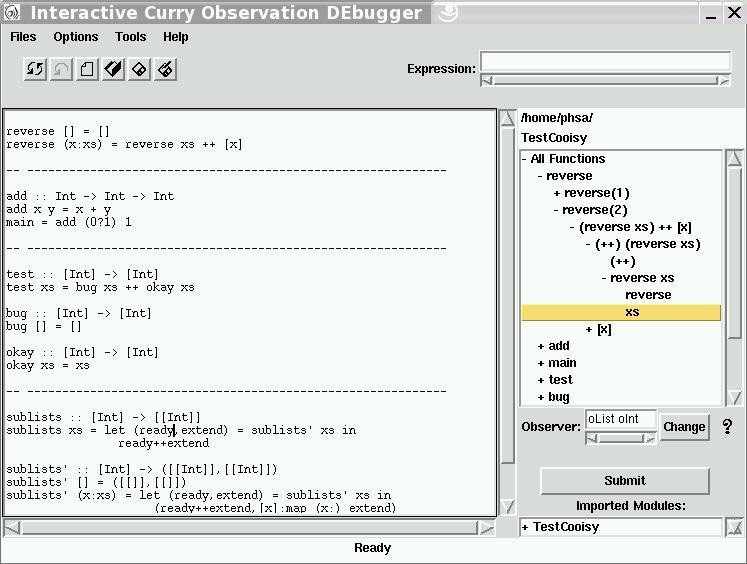 Interactive Curry Observation DEbugger
Files Options Tools Help
Expression:
reverse [] = []
reverse (x:xs) = reverse xs ++ [x]
-- ----------------------------------------------------------
add :: Int -> Int -> Int
add x y = x + y
main = add (0?1) 1
-- ----------------------------------------------------------
test :: [Int] -> [Int]
test xs = bug xs ++ okay xs
bug :: [Int] -> [Int]
bug [] = []
okay :: [Int] -> [Int]
okay xs = xs
-- ----------------------------------------------------------
sublists :: [Int] -> [[Int]]
sublists xs = let (ready,extend) = sublists' xs in
ready++extend
sublists' :: [Int] -> ([[Int]],[[Int]])
sublists' [] = ([[]],[[]])
sublists' (x:xs) = let (ready,extend) = sublists' xs in
(ready++extend,[x]:map (x:) extend)
/home/phsa/
TestCooisy
- All Functions
- reverse
+ reverse(1)
- reverse(2)
- (reverse xs) ++ [x]
- (++) (reverse xs)
(++)
- reverse xs
reverse
xs
+ [x]
+ add
+ main
+ test
+ bug
Observer: oList oInt Change ?
Submit
Imported Modules:
+ TestCooisy
Ready